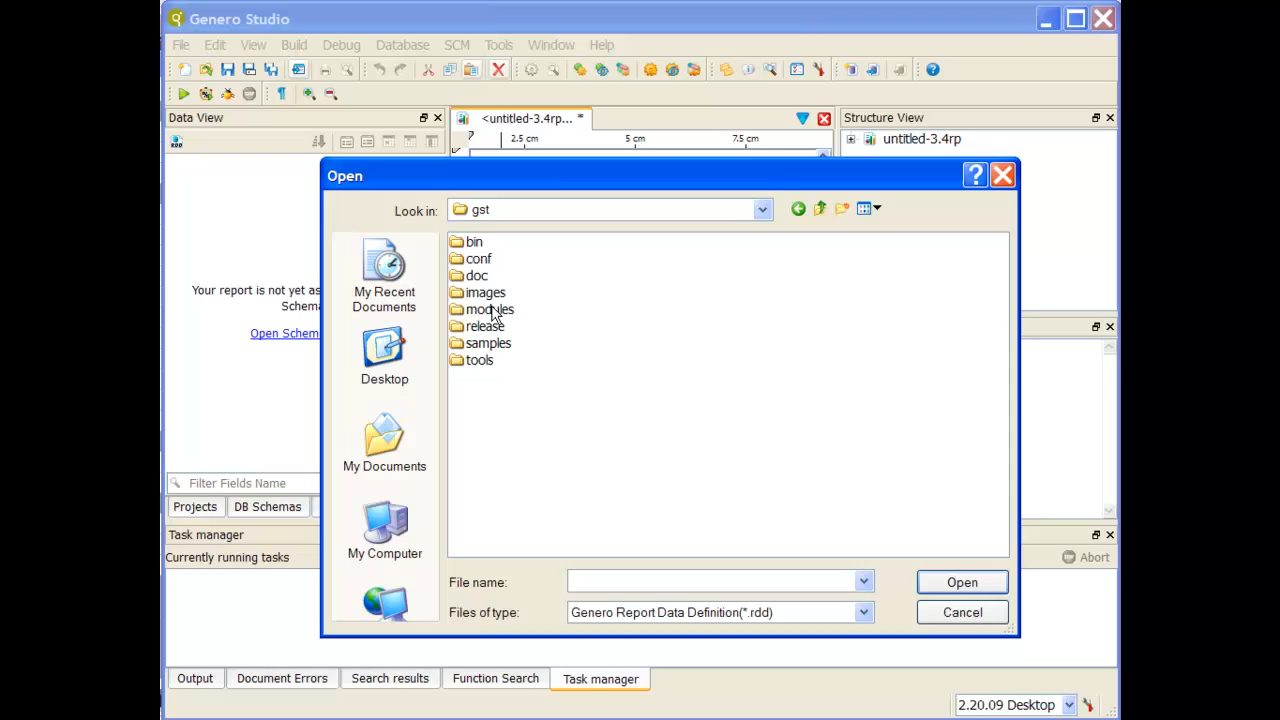 Genero Studio
File Edit View Build Debug Database SCM Tools Window Help
Data View
<untitled-3.4rp... *
Structure View
2.5 cm 5 cm 7.5 cm
untitled-3.4rp
Open
Look in: gst
bin
conf
doc
images
modules
release
samples
tools
My Recent
Documents
Desktop
My Documents
My Computer
Your report is not yet as
Schema
Open Schem
Filter Fields Name
Projects DB Schemas
File name: Open
Files of type: Genero Report Data Definition(*.rdd) Cancel
Task manager
Currently running tasks Abort
Output Document Errors Search results Function Search Task manager
2.20.09 Desktop